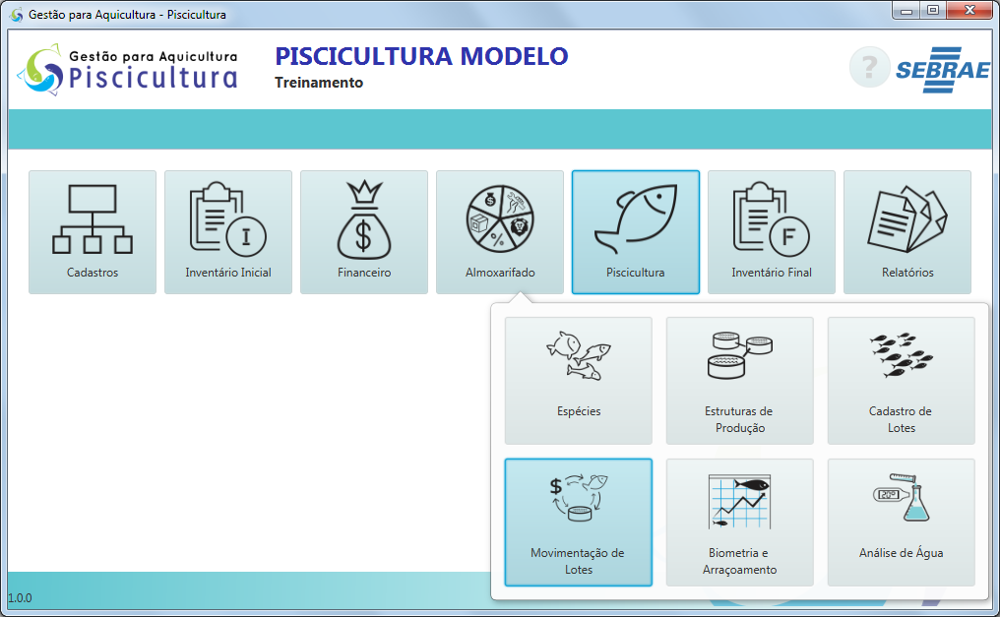 Gestão para Aquicultura - Piscicultura
Gestão para Aquicultura
Piscicultura
PISCICULTURA MODELO
Treinamento
?
SEBRAE
Cadastros
I
Inventário Inicial
$
Financeiro
$
%
Almoxarifado
Piscicultura
F
Inventário Final
Relatórios
Espécies
Estruturas de
Produção
Cadastro de
Lotes
$
Movimentação de
Lotes
Biometria e
Arraçoamento
20°
Análise de Água
1.0.0